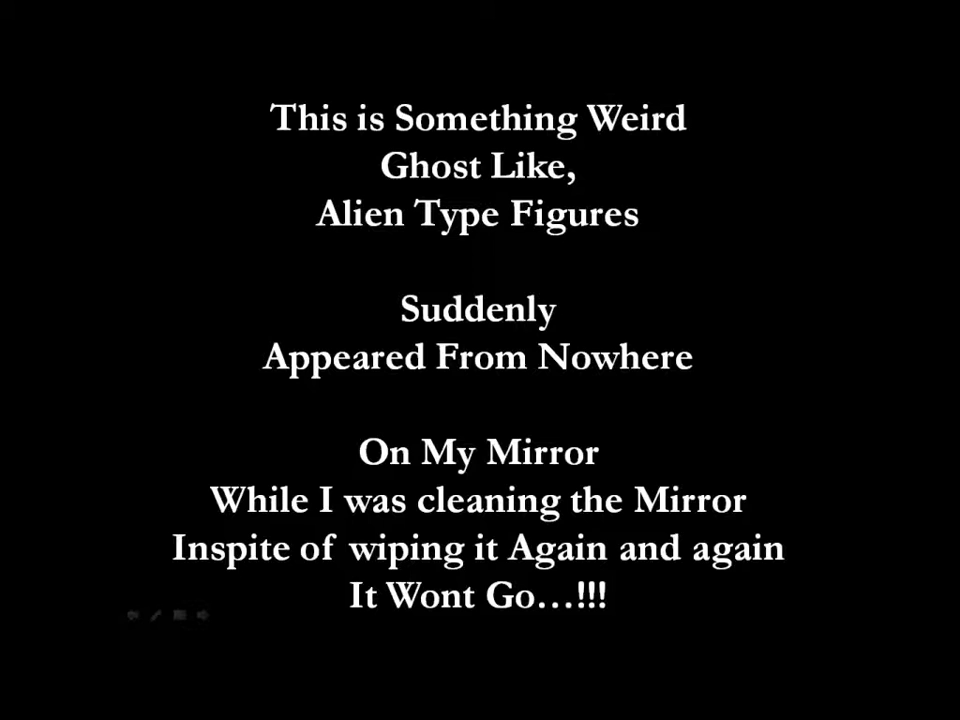 This is Something Weird
Ghost Like,
Alien Type Figures
Suddenly
Appeared From Nowhere
On My Mirror
While I was cleaning the Mirror
Inspite of wiping it Again and again
It Wont Go...!!!